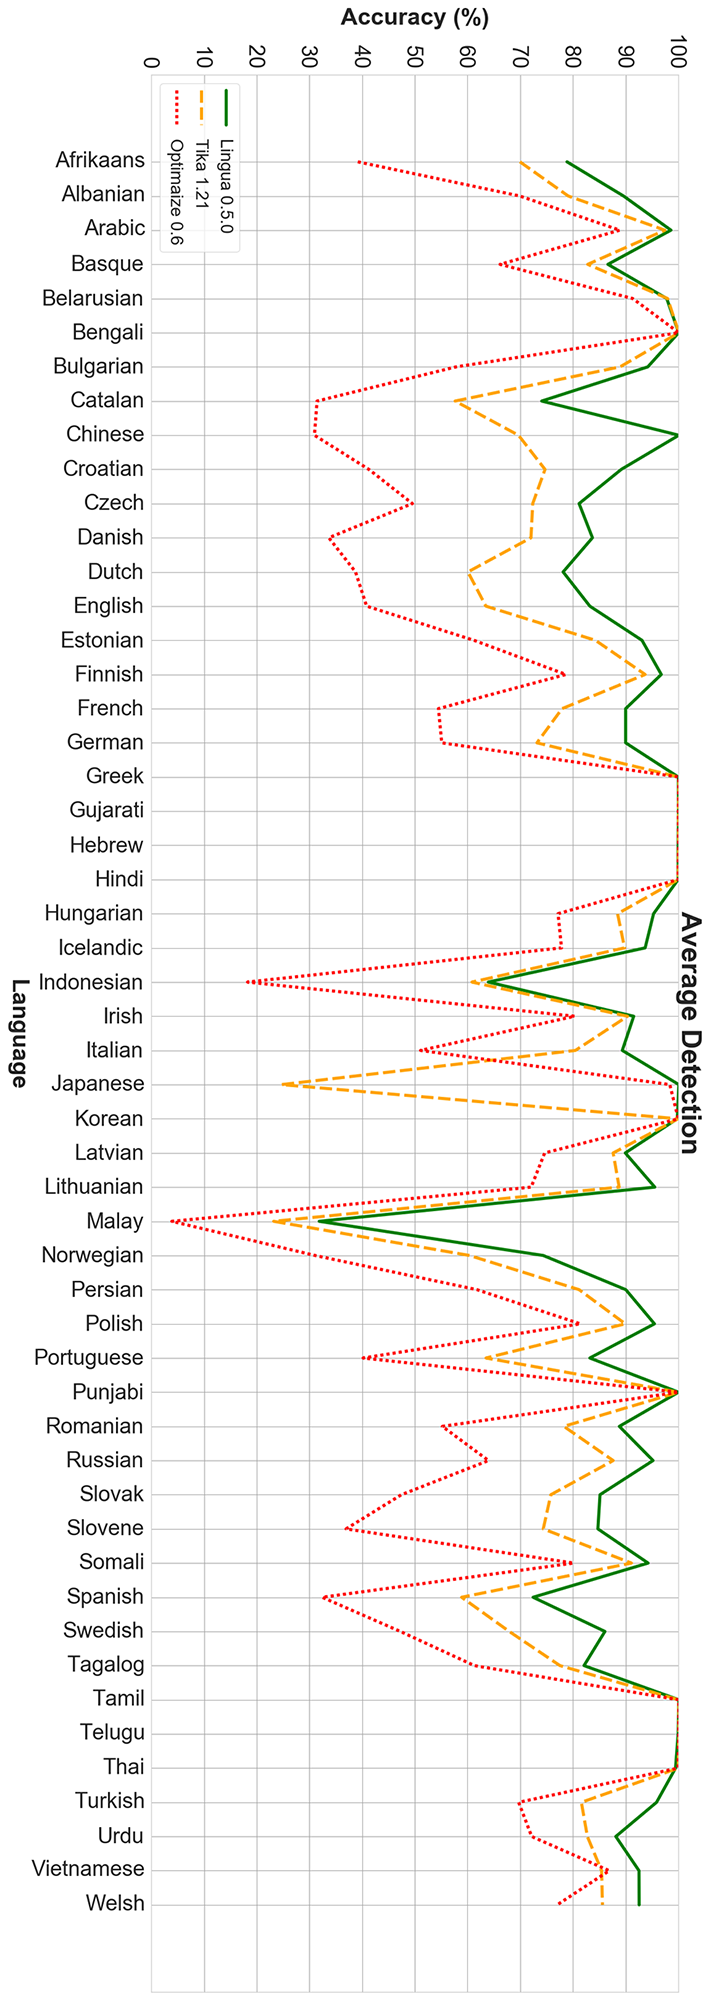 Accuracy (%)
0
10
20
30
40
50
60
70
80
90
100
Lingua 0.5.0
Tika 1.21
Optimaize 0.6
Afrikaans
Albanian
Arabic
Basque
Belarusian
Bengali
Bulgarian
Catalan
Chinese
Croatian
Czech
Danish
Dutch
English
Estonian
Finnish
French
German
Greek
Gujarati
Hebrew
Hindi
Hungarian
Icelandic
Indonesian
Irish
Italian
Japanese
Korean
Latvian
Lithuanian
Malay
Norwegian
Persian
Polish
Portuguese
Punjabi
Romanian
Russian
Slovak
Slovene
Somali
Spanish
Swedish
Tagalog
Tamil
Telugu
Thai
Turkish
Urdu
Vietnamese
Welsh
Language
Average Detection